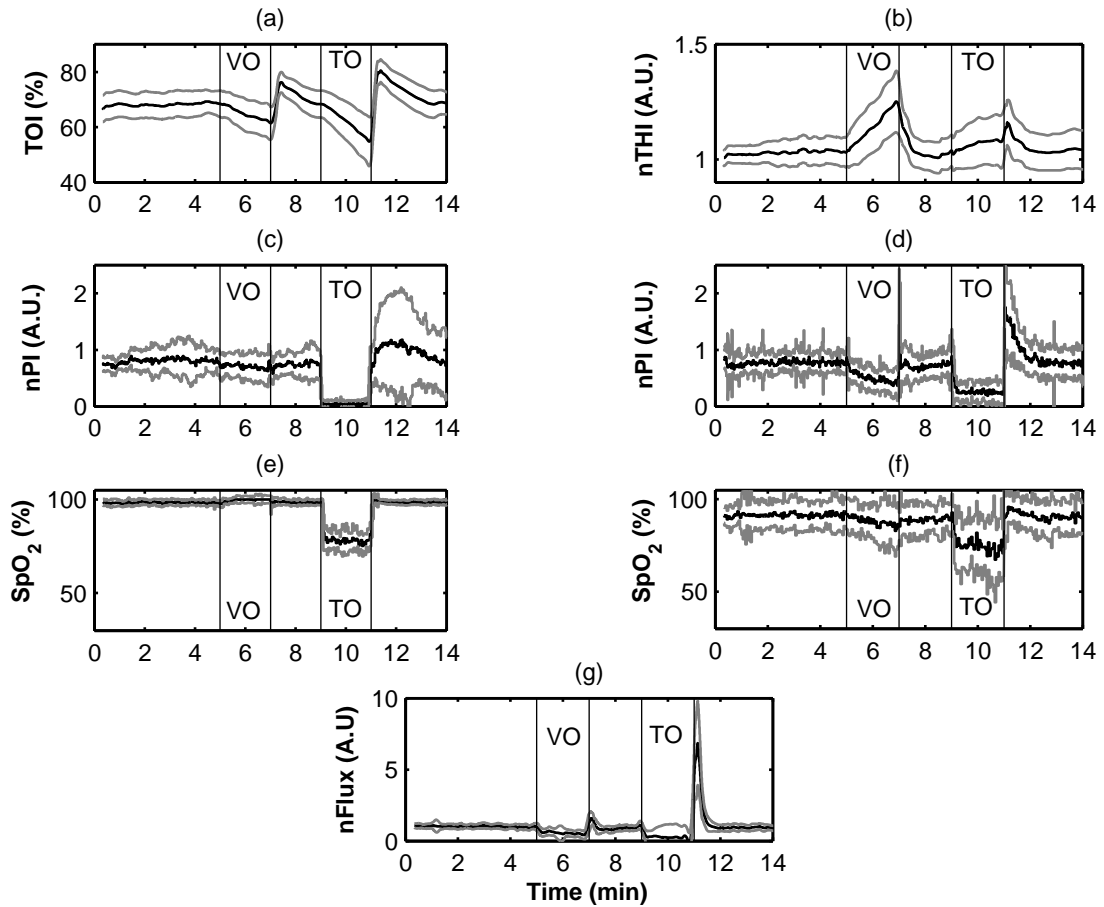 (a)
TOI (%)
80
60
40
VO
TO
0 2 4 6 8 10 12 14
(b)
nTHI (A.U.)
1.5
1
VO
TO
0 2 4 6 8 10 12 14
(c)
nPI (A.U.)
2
1
0
VO
TO
0 2 4 6 8 10 12 14
(d)
nPI (A.U.)
2
1
0
VO
TO
0 2 4 6 8 10 12 14
(e)
SpO2 (%)
100
50
VO
TO
0 2 4 6 8 10 12 14
(f)
SpO2 (%)
100
50
VO
TO
0 2 4 6 8 10 12 14
(g)
nFlux (A.U)
10
5
0
VO
TO
0 2 4 6 8 10 12 14
Time (min)